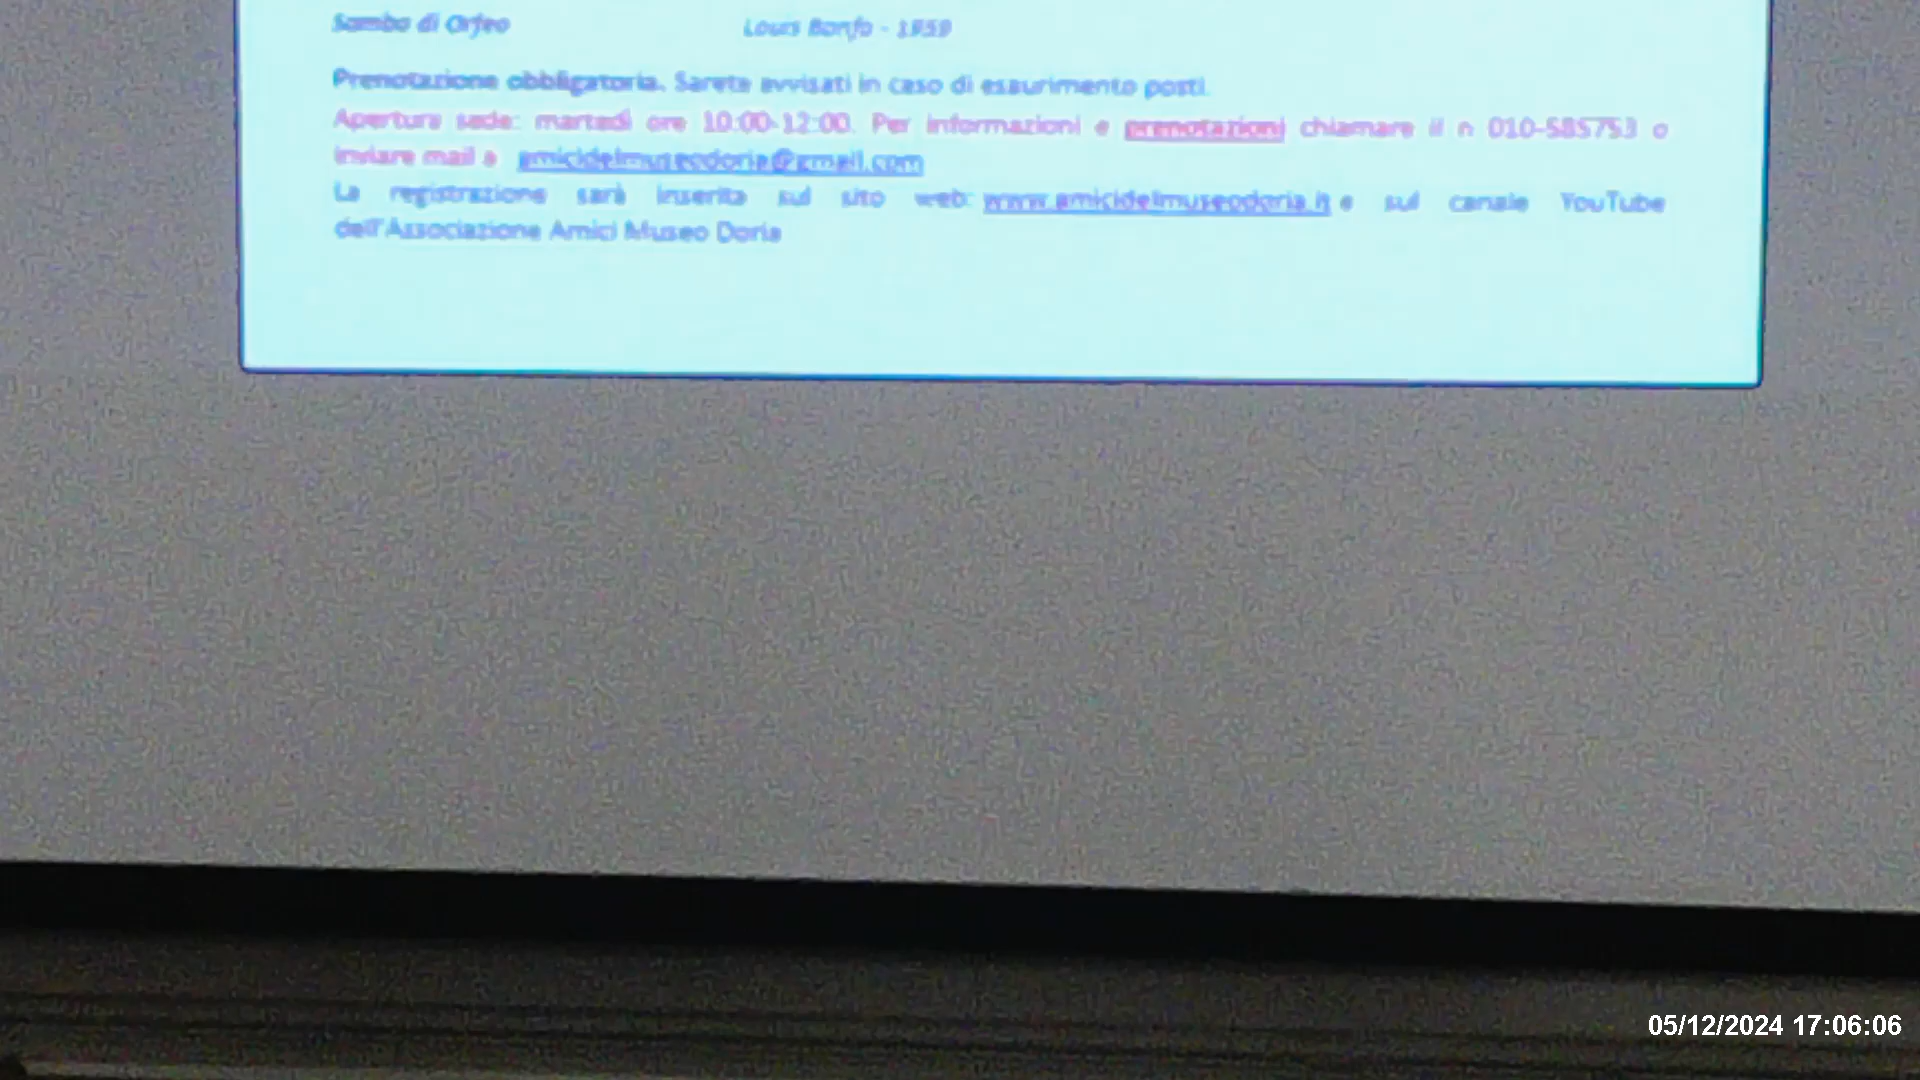 Samba di Orfeo Louis Bonfa - 1959
Prenotazione obbligatoria. Sarete avvisati in caso di esaurimento posti.
Apertura sede: martedì ore 10:00-12:00. Per informazioni e prenotazioni chiamare il n 010-585753 o
inviare mail a amicidelmuseodoria@gmail.com
La registrazione sarà inserita sul sito web: www.amicidelmuseodoria.it e sul canale YouTube
dell'Associazione Amici Museo Doria
05/12/2024 17:06:06